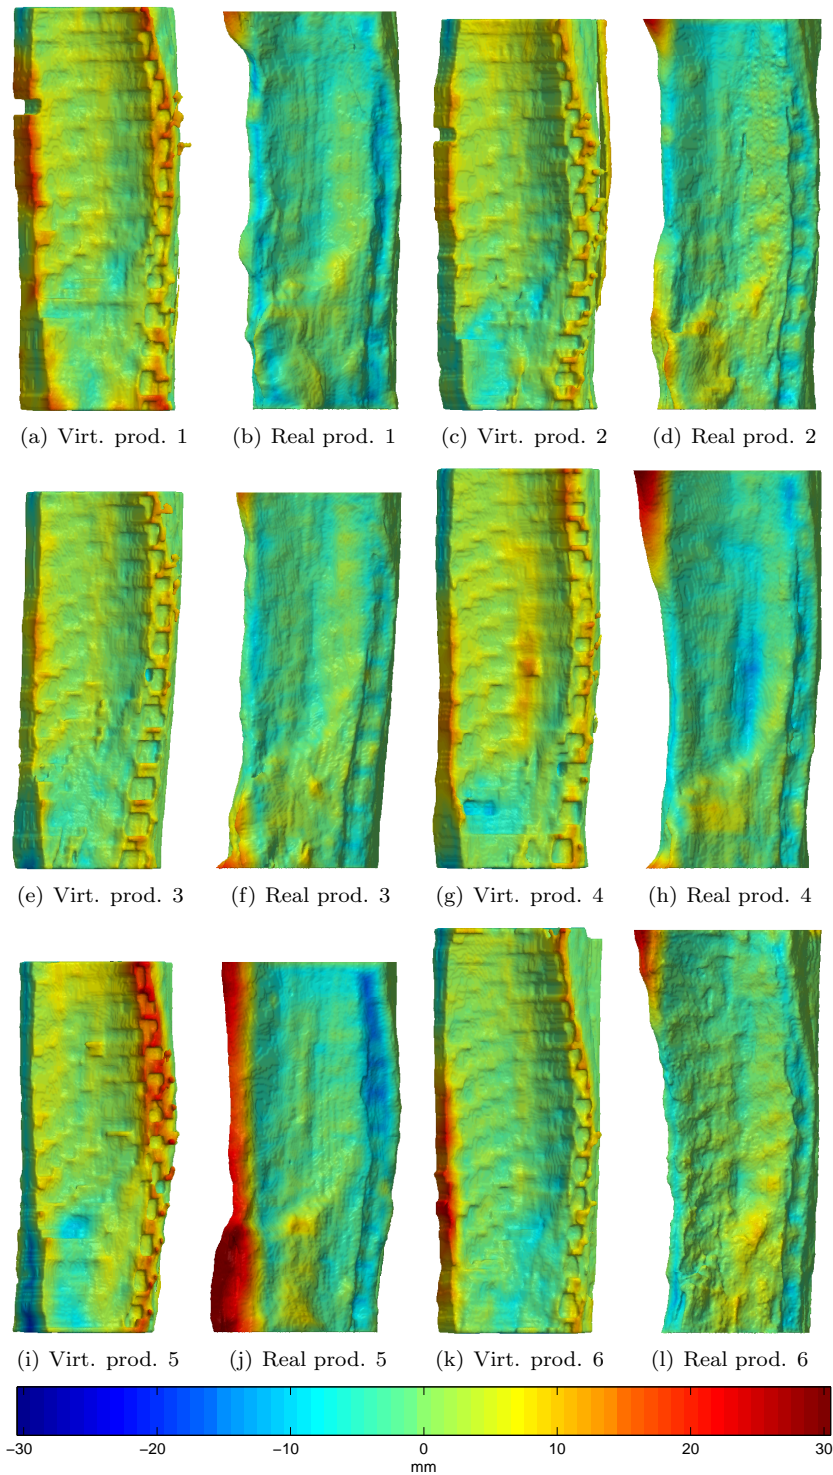 (a) Virt. prod. 1 (b) Real prod. 1 (c) Virt. prod. 2 (d) Real prod. 2
(e) Virt. prod. 3 (f) Real prod. 3 (g) Virt. prod. 4 (h) Real prod. 4
(i) Virt. prod. 5 (j) Real prod. 5 (k) Virt. prod. 6 (l) Real prod. 6
−30 −20 −10 0 10 20 30
mm